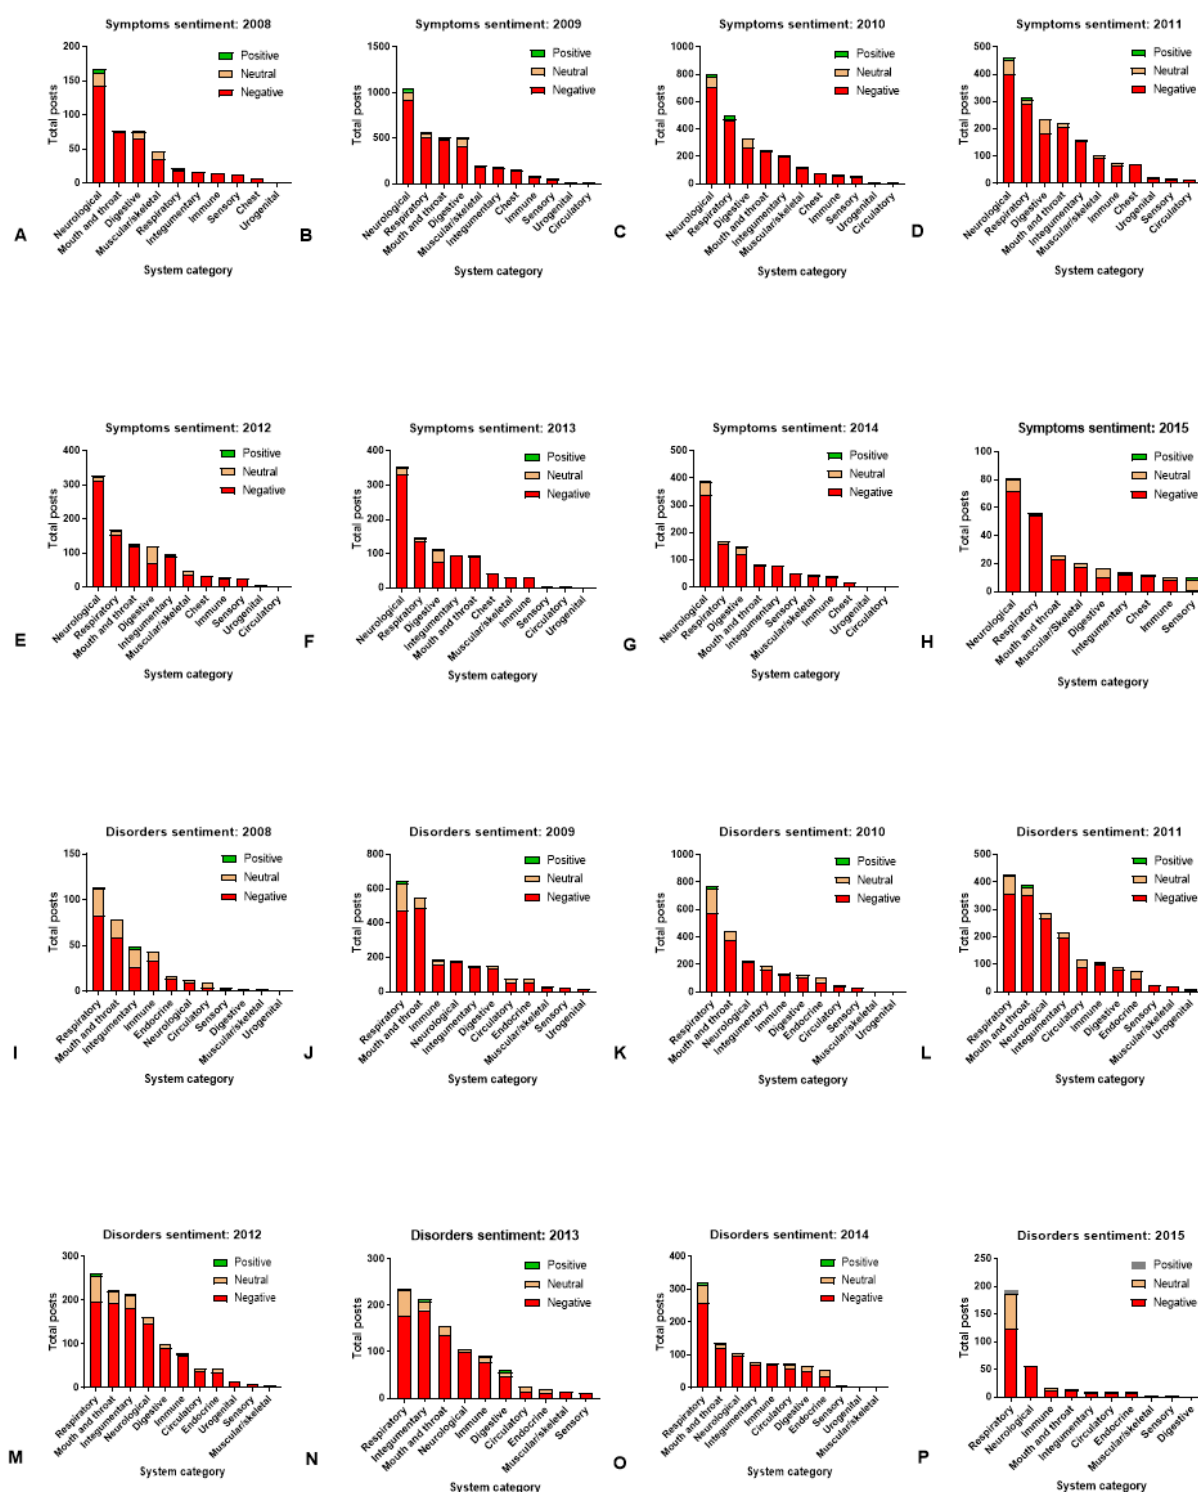 Symptoms sentiment: 2008
Total posts
200
150
100
50
0
Positive
Neutral
Negative
Neurological
Mouth and throat
Digestive
Muscular/skeletal
Respiratory
Integumentary
Immune
Sensory
Chest
Urogenital
System category
A
Symptoms sentiment: 2009
Total posts
1500
1000
500
0
Positive
Neutral
Negative
Neurological
Respiratory
Mouth and throat
Digestive
Muscular/skeletal
Integumentary
Chest
Immune
Sensory
Urogenital
Circulatory
System category
B
Symptoms sentiment: 2010
Total posts
1000
800
600
400
200
0
Positive
Neutral
Negative
Neurological
Respiratory
Digestive
Mouth and throat
Integumentary
Muscular/skeletal
Chest
Immune
Sensory
Urogenital
Circulatory
System category
C
Symptoms sentiment: 2011
Total posts
500
400
300
200
100
0
Positive
Neutral
Negative
Neurological
Respiratory
Digestive
Mouth and throat
Integumentary
Muscular/skeletal
Immune
Chest
Urogenital
Sensory
Circulatory
System category
D
Symptoms sentiment: 2012
Total posts
400
300
200
100
0
Positive
Neutral
Negative
Neurological
Respiratory
Mouth and throat
Digestive
Integumentary
Muscular/skeletal
Chest
Immune
Sensory
Urogenital
Circulatory
System category
E
Symptoms sentiment: 2013
Total posts
400
300
200
100
0
Positive
Neutral
Negative
Neurological
Respiratory
Digestive
Integumentary
Mouth and throat
Chest
Muscular/skeletal
Immune
Sensory
Circulatory
Urogenital
System category
F
Symptoms sentiment: 2014
Total posts
500
400
300
200
100
0
Positive
Neutral
Negative
Neurological
Respiratory
Digestive
Mouth and throat
Integumentary
Sensory
Muscular/skeletal
Immune
Chest
Urogenital
Circulatory
System category
G
Symptoms sentiment: 2015
Total posts
100
80
60
40
20
0
Positive
Neutral
Negative
Neurological
Respiratory
Mouth and throat
Muscular/Skeletal
Digestive
Integumentary
Chest
Immune
Sensory
System category
H
Disorders sentiment: 2008
Total posts
150
100
50
0
Positive
Neutral
Negative
Respiratory
Mouth and throat
Integumentary
Immune
Endocrine
Neurological
Circulatory
Sensory
Digestive
Muscular/skeletal
Urogenital
System category
I
Disorders sentiment: 2009
Total posts
800
600
400
200
0
Positive
Neutral
Negative
Respiratory
Mouth and throat
Immune
Neurological
Integumentary
Digestive
Circulatory
Endocrine
Muscular/skeletal
Sensory
Urogenital
System category
J
Disorders sentiment: 2010
Total posts
1000
800
600
400
200
0
Positive
Neutral
Negative
Respiratory
Mouth and throat
Neurological
Integumentary
Immune
Digestive
Endocrine
Circulatory
Sensory
Muscular/skeletal
Urogenital
System category
K
Disorders sentiment: 2011
Total posts
500
400
300
200
100
0
Positive
Neutral
Negative
Respiratory
Mouth and throat
Neurological
Integumentary
Circulatory
Immune
Digestive
Endocrine
Sensory
Muscular/skeletal
Urogenital
System category
L
Disorders sentiment: 2012
Total posts
300
200
100
0
Positive
Neutral
Negative
Respiratory
Mouth and throat
Integumentary
Neurological
Digestive
Immune
Circulatory
Endocrine
Urogenital
Sensory
Muscular/skeletal
System category
M
Disorders sentiment: 2013
Total posts
300
200
100
0
Positive
Neutral
Negative
Respiratory
Integumentary
Mouth and throat
Neurological
Immune
Digestive
Circulatory
Endocrine
Muscular/skeletal
Sensory
System category
N
Disorders sentiment: 2014
Total posts
400
300
200
100
0
Positive
Neutral
Negative
Respiratory
Mouth and throat
Neurological
Integumentary
Immune
Circulatory
Digestive
Endocrine
Sensory
Urogenital
Muscular/skeletal
System category
O
Disorders sentiment: 2015
Total posts
250
200
150
100
50
0
Positive
Neutral
Negative
Respiratory
Neurological
Immune
Mouth and throat
Integumentary
Circulatory
Endocrine
Muscular/skeletal
Sensory
Digestive
System category
P